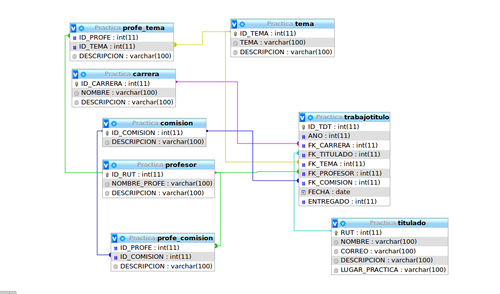 Practica profe_tema
ID_PROFE : int(11)
ID_TEMA : int(11)
DESCRIPCION : varchar(100)
Practica tema
ID_TEMA : int(11)
TEMA : varchar(100)
DESCRIPCION : varchar(100)
Practica carrera
ID_CARRERA : int(11)
NOMBRE : varchar(100)
DESCRIPCION : varchar(100)
Practica comision
ID_COMISION : int(11)
DESCRIPCION : varchar(100)
Practica profesor
ID_RUT : int(11)
NOMBRE_PROFE : varchar(100)
DESCRIPCION : varchar(100)
Practica profe_comision
ID_PROFE : int(11)
ID_COMISION : int(11)
DESCRIPCION : varchar(100)
Practica trabajotitulo
ID_TDT : int(11)
ANO : int(11)
FK_CARRERA : int(11)
FK_TITULADO : int(11)
FK_TEMA : int(11)
FK_PROFESOR : int(11)
FK_COMISION : int(11)
FECHA : date
ENTREGADO : int(11)
Practica titulado
RUT : int(11)
NOMBRE : varchar(100)
CORREO : varchar(100)
DESCRIPCION : varchar(100)
LUGAR_PRACTICA : varchar(100)